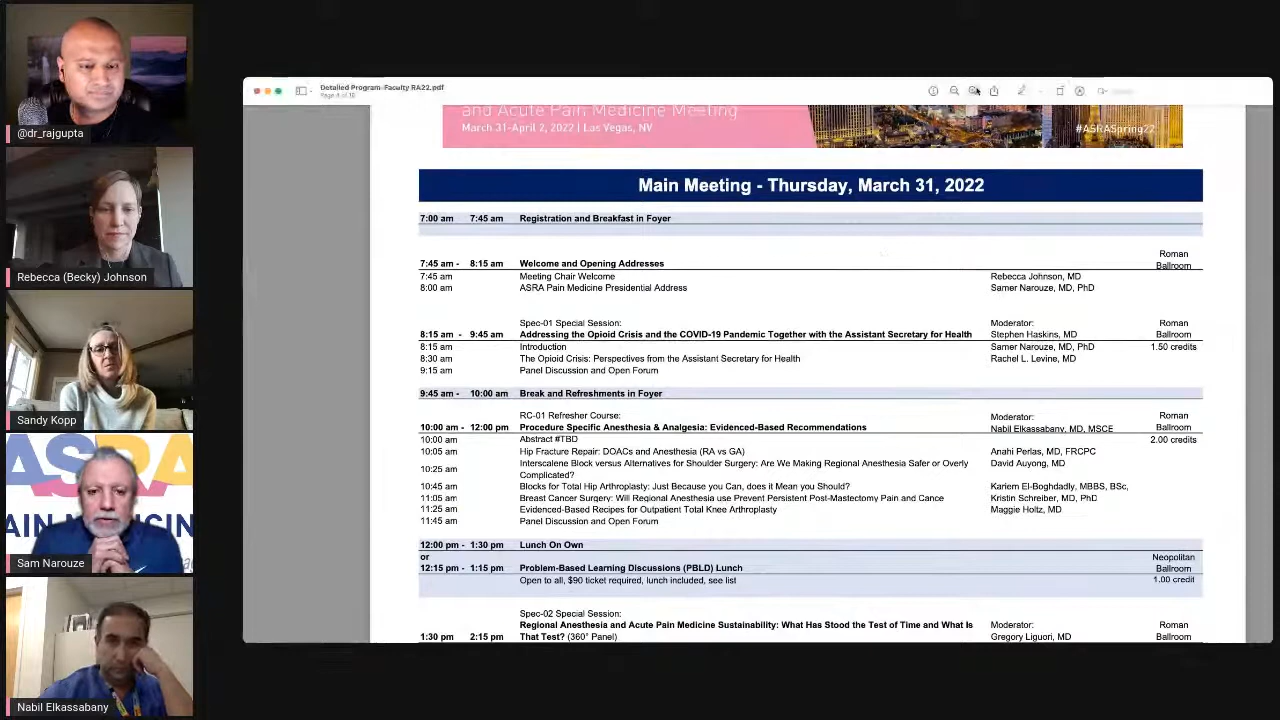 @dr_rajgupta
Rebecca (Becky) Johnson
Sandy Kopp
ASRA
PAIN MEDICINE
Sam Narouze
Nabil Elkassabany
Detailed Program-Faculty RA22.pdf
and Acute Pain Medicine Meeting
March 31-April 2, 2022 | Las Vegas, NV
#ASRASpring22
Main Meeting - Thursday, March 31, 2022
7:00 am 7:45 am Registration and Breakfast in Foyer
7:45 am - 8:15 am Welcome and Opening Addresses Roman Ballroom
7:45 am Meeting Chair Welcome Rebecca Johnson, MD
8:00 am ASRA Pain Medicine Presidential Address Samer Narouze, MD, PhD
Spec-01 Special Session: Moderator: Roman
8:15 am - 9:45 am Addressing the Opioid Crisis and the COVID-19 Pandemic Together with the Assistant Secretary for Health Stephen Haskins, MD Ballroom
8:15 am Introduction Samer Narouze, MD, PhD 1.50 credits
8:30 am The Opioid Crisis: Perspectives from the Assistant Secretary for Health Rachel L. Levine, MD
9:15 am Panel Discussion and Open Forum
9:45 am - 10:00 am Break and Refreshments in Foyer
RC-01 Refresher Course: Moderator: Roman
10:00 am - 12:00 pm Procedure Specific Anesthesia & Analgesia: Evidenced-Based Recommendations Nabil Elkassabany, MD, MSCE Ballroom
10:00 am Abstract #TBD 2.00 credits
10:05 am Hip Fracture Repair: DOACs and Anesthesia (RA vs GA) Anahi Perlas, MD, FRCPC
10:25 am Interscalene Block versus Alternatives for Shoulder Surgery: Are We Making Regional Anesthesia Safer or Overly David Auyong, MD
Complicated?
10:45 am Blocks for Total Hip Arthroplasty: Just Because you Can, does it Mean you Should? Kariem El-Boghdadly, MBBS, BSc,
11:05 am Breast Cancer Surgery: Will Regional Anesthesia use Prevent Persistent Post-Mastectomy Pain and Cance Kristin Schreiber, MD, PhD
11:25 am Evidenced-Based Recipes for Outpatient Total Knee Arthroplasty Maggie Holtz, MD
11:45 am Panel Discussion and Open Forum
12:00 pm - 1:30 pm Lunch On Own
or Neopolitan
12:15 pm - 1:15 pm Problem-Based Learning Discussions (PBLD) Lunch Ballroom
Open to all, $90 ticket required, lunch included, see list 1.00 credit
Spec-02 Special Session:
Regional Anesthesia and Acute Pain Medicine Sustainability: What Has Stood the Test of Time and What Is Moderator: Roman
1:30 pm 2:15 pm That Test? (360° Panel) Gregory Liguori, MD Ballroom